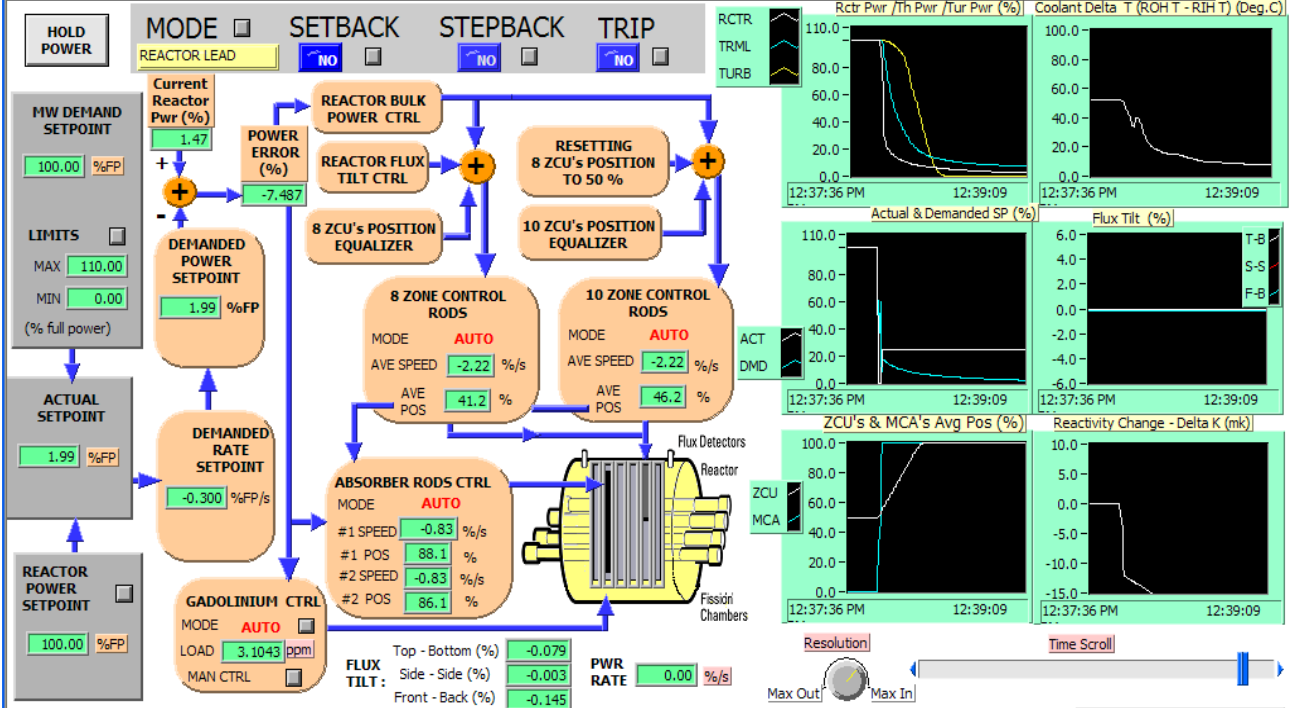 HOLD
POWER
MODE
REACTOR LEAD
SETBACK
NO
STEPBACK
NO
TRIP
NO
MW DEMAND
SETPOINT
100.00 %FP
LIMITS
MAX 110.00
MIN 0.00
(% full power)
ACTUAL
SETPOINT
1.99 %FP
REACTOR
POWER
SETPOINT
100.00 %FP
Current
Reactor
Pwr (%)
1.47
+
-
+
POWER
ERROR
(%)
-7.487
DEMANDED
POWER
SETPOINT
1.99 %FP
DEMANDED
RATE
SETPOINT
-0.300 %FP/s
REACTOR BULK
POWER CTRL
REACTOR FLUX
TILT CTRL
8 ZCU's POSITION
EQUALIZER
+
RESETTING
8 ZCU's POSITION
TO 50 %
10 ZCU's POSITION
EQUALIZER
+
8 ZONE CONTROL
RODS
MODE AUTO
AVE SPEED -2.22 %/s
AVE
POS 41.2 %
10 ZONE CONTROL
RODS
MODE AUTO
AVE SPEED -2.22 %/s
AVE
POS 46.2 %
ABSORBER RODS CTRL
MODE AUTO
#1 SPEED -0.83 %/s
#1 POS 88.1 %
#2 SPEED -0.83 %/s
#2 POS 86.1 %
GADOLINIUM CTRL
MODE AUTO
LOAD 3.1043 ppm
MAN CTRL
Flux Detectors
Reactor
Fission
Chambers
FLUX
TILT :
Top - Bottom (%) -0.079
Side - Side (%) -0.003
Front - Back (%) -0.145
PWR
RATE 0.00 %/s
RCTR
TRML
TURB
Rctr Pwr /Th Pwr /Tur Pwr (%)
110.0
80.0
60.0
40.0
20.0
0.0
12:37:36 PM 12:39:09
Coolant Delta T (ROH T - RIH T) (Deg.C)
100.0
80.0
60.0
40.0
20.0
0.0
12:37:36 PM 12:39:09
ACT
DMD
Actual & Demanded SP (%)
110.0
80.0
60.0
40.0
20.0
0.0
12:37:36 PM 12:39:09
Flux Tilt (%)
6.0
4.0
2.0
0.0
-2.0
-4.0
-6.0
T-B
S-S
F-B
12:37:36 PM 12:39:09
ZCU
MCA
ZCU's & MCA's Avg Pos (%)
100.0
80.0
60.0
40.0
20.0
0.0
12:37:36 PM 12:39:09
Reactivity Change - Delta K (mk)
10.0
5.0
0.0
-5.0
-10.0
-15.0
12:37:36 PM 12:39:09
Resolution
Max Out
Max In
Time Scroll